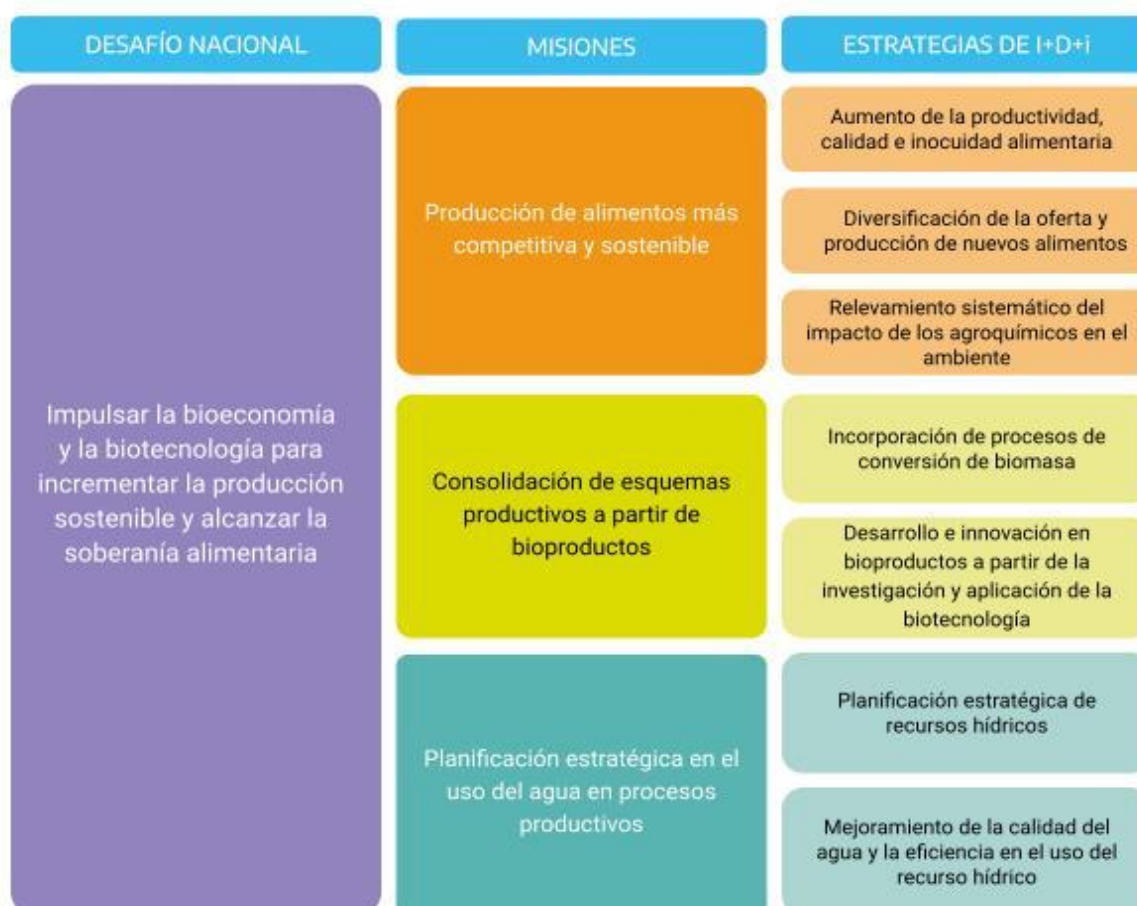 DESAFÍO NACIONAL
MISIONES
ESTRATEGIAS DE I+D+i
Impulsar la bioeconomía
y la biotecnología para
incrementar la producción
sostenible y alcanzar la
soberanía alimentaria
Producción de alimentos más
competitiva y sostenible
Aumento de la productividad,
calidad e inocuidad alimentaria
Diversificación de la oferta y
producción de nuevos alimentos
Relevamiento sistemático del
impacto de los agroquímicos en el
ambiente
Consolidación de esquemas
productivos a partir de
bioproductos
Incorporación de procesos de
conversión de biomasa
Desarrollo e innovación en
bioproductos a partir de la
investigación y aplicación de la
biotecnología
Planificación estratégica en el
uso del agua en procesos
productivos
Planificación estratégica de
recursos hídricos
Mejoramiento de la calidad del
agua y la eficiencia en el uso del
recurso hídrico